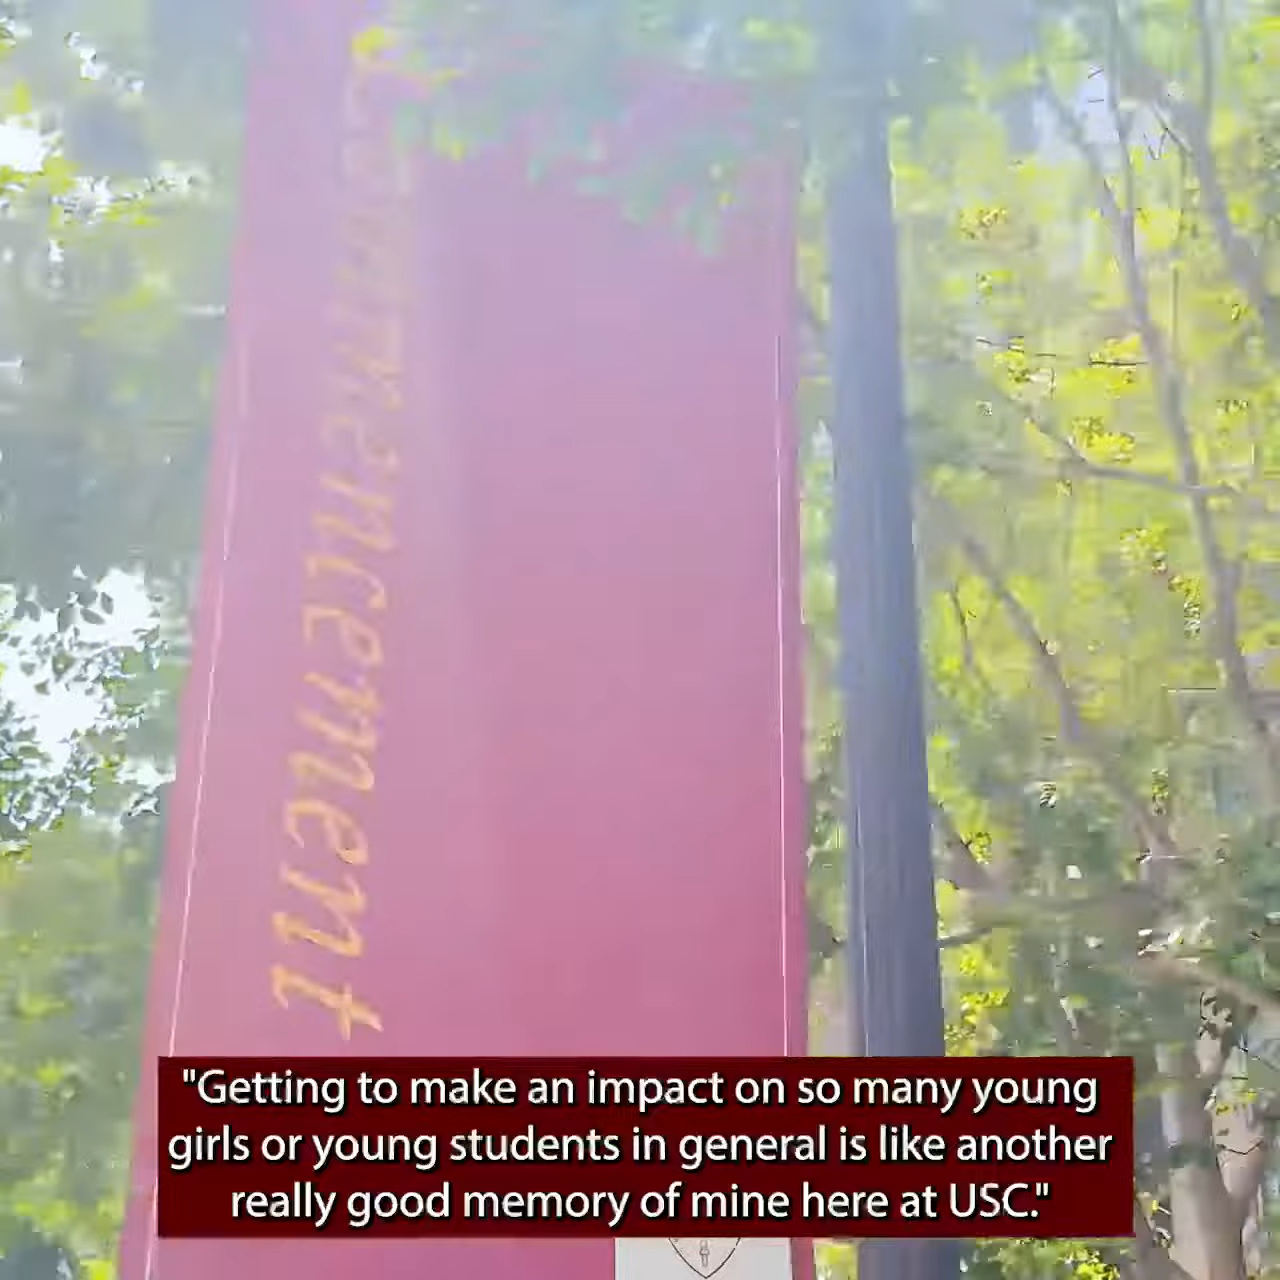 Commencement
"Getting to make an impact on so many young
girls or young students in general is like another
really good memory of mine here at USC."